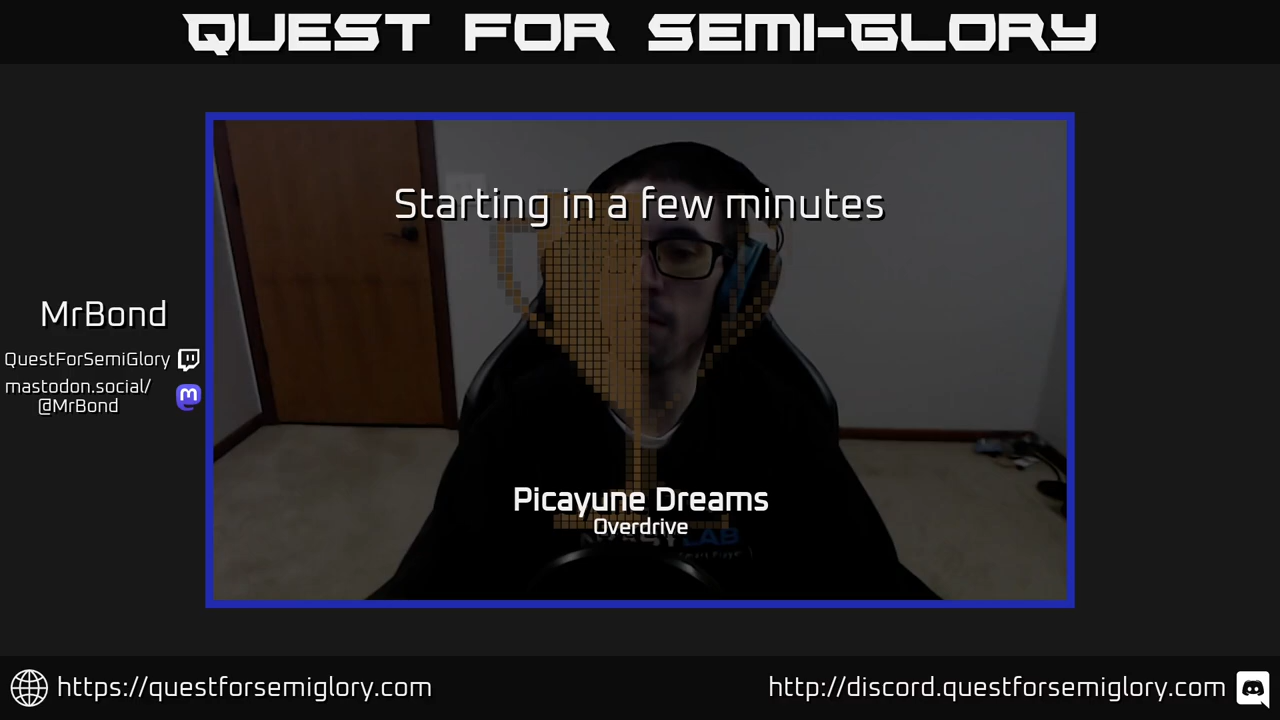 QUEST FOR SEMI-GLORY
Starting in a few minutes
MrBond
QuestForSemiGlory
mastodon.social/
@MrBond
Picayune Dreams
Overdrive
LAB
https://questforsemiglory.com
http://discord.questforsemiglory.com